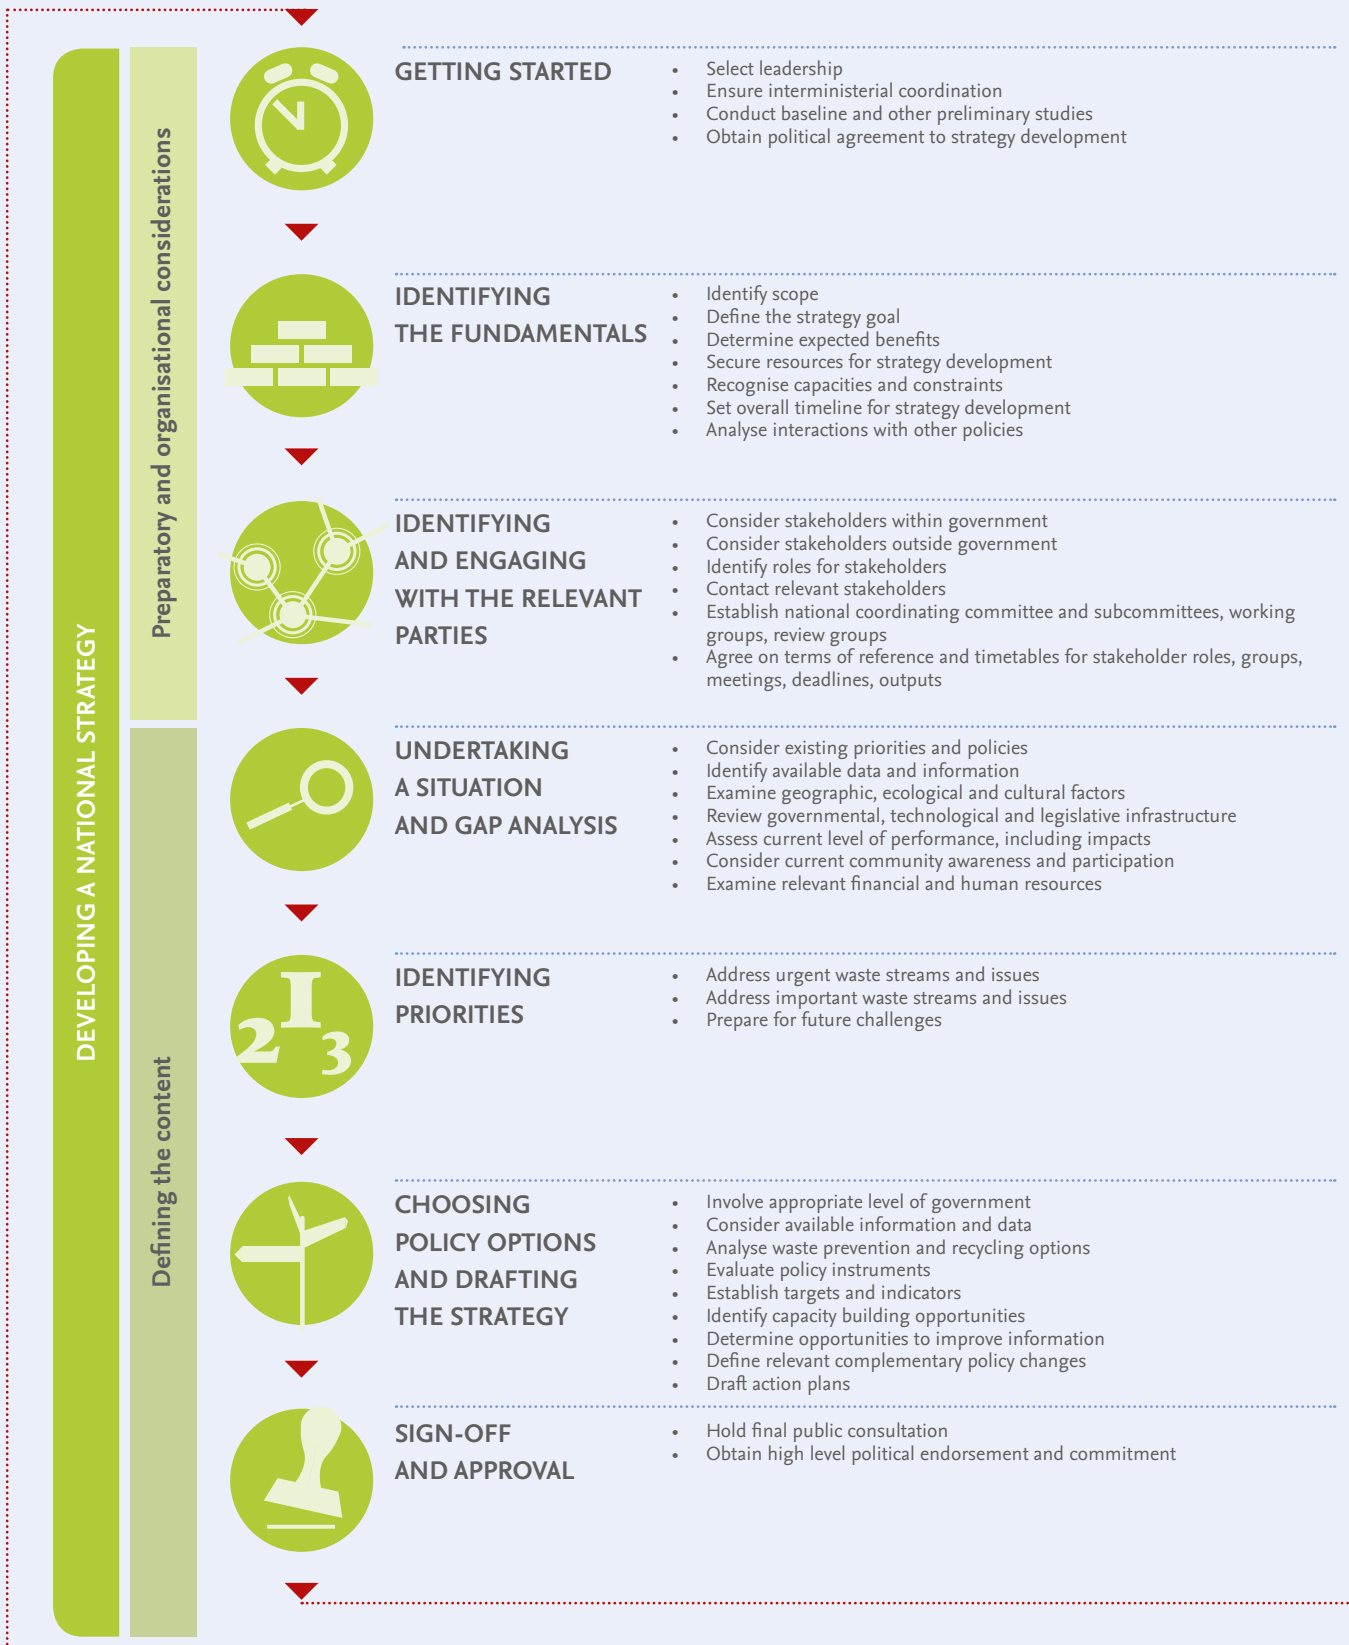 DEVELOPING A NATIONAL STRATEGY
Preparatory and organisational considerations
GETTING STARTED
• Select leadership
• Ensure interministerial coordination
• Conduct baseline and other preliminary studies
• Obtain political agreement to strategy development
IDENTIFYING
THE FUNDAMENTALS
• Identify scope
• Define the strategy goal
• Determine expected benefits
• Secure resources for strategy development
• Recognise capacities and constraints
• Set overall timeline for strategy development
• Analyse interactions with other policies
IDENTIFYING
AND ENGAGING
WITH THE RELEVANT
PARTIES
• Consider stakeholders within government
• Consider stakeholders outside government
• Identify roles for stakeholders
• Contact relevant stakeholders
• Establish national coordinating committee and subcommittees, working
groups, review groups
• Agree on terms of reference and timetables for stakeholder roles, groups,
meetings, deadlines, outputs
Defining the content
UNDERTAKING
A SITUATION
AND GAP ANALYSIS
• Consider existing priorities and policies
• Identify available data and information
• Examine geographic, ecological and cultural factors
• Review governmental, technological and legislative infrastructure
• Assess current level of performance, including impacts
• Consider current community awareness and participation
• Examine relevant financial and human resources
2 1 3
IDENTIFYING
PRIORITIES
• Address urgent waste streams and issues
• Address important waste streams and issues
• Prepare for future challenges
CHOOSING
POLICY OPTIONS
AND DRAFTING
THE STRATEGY
• Involve appropriate level of government
• Consider available information and data
• Analyse waste prevention and recycling options
• Evaluate policy instruments
• Establish targets and indicators
• Identify capacity building opportunities
• Determine opportunities to improve information
• Define relevant complementary policy changes
• Draft action plans
SIGN-OFF
AND APPROVAL
• Hold final public consultation
• Obtain high level political endorsement and commitment